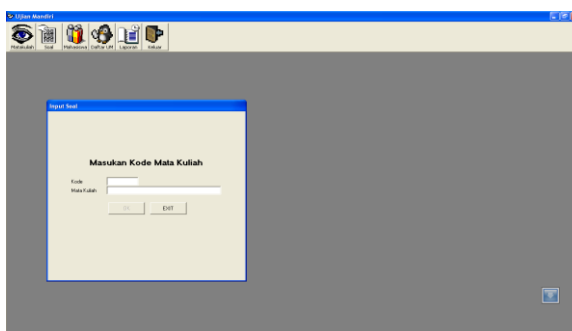 Ujian Mandiri
Matakuliah Soal Mahasiswa Daftar UM Laporan Keluar
Input Soal
Masukan Kode Mata Kuliah
Kode
Mata Kuliah
EXIT